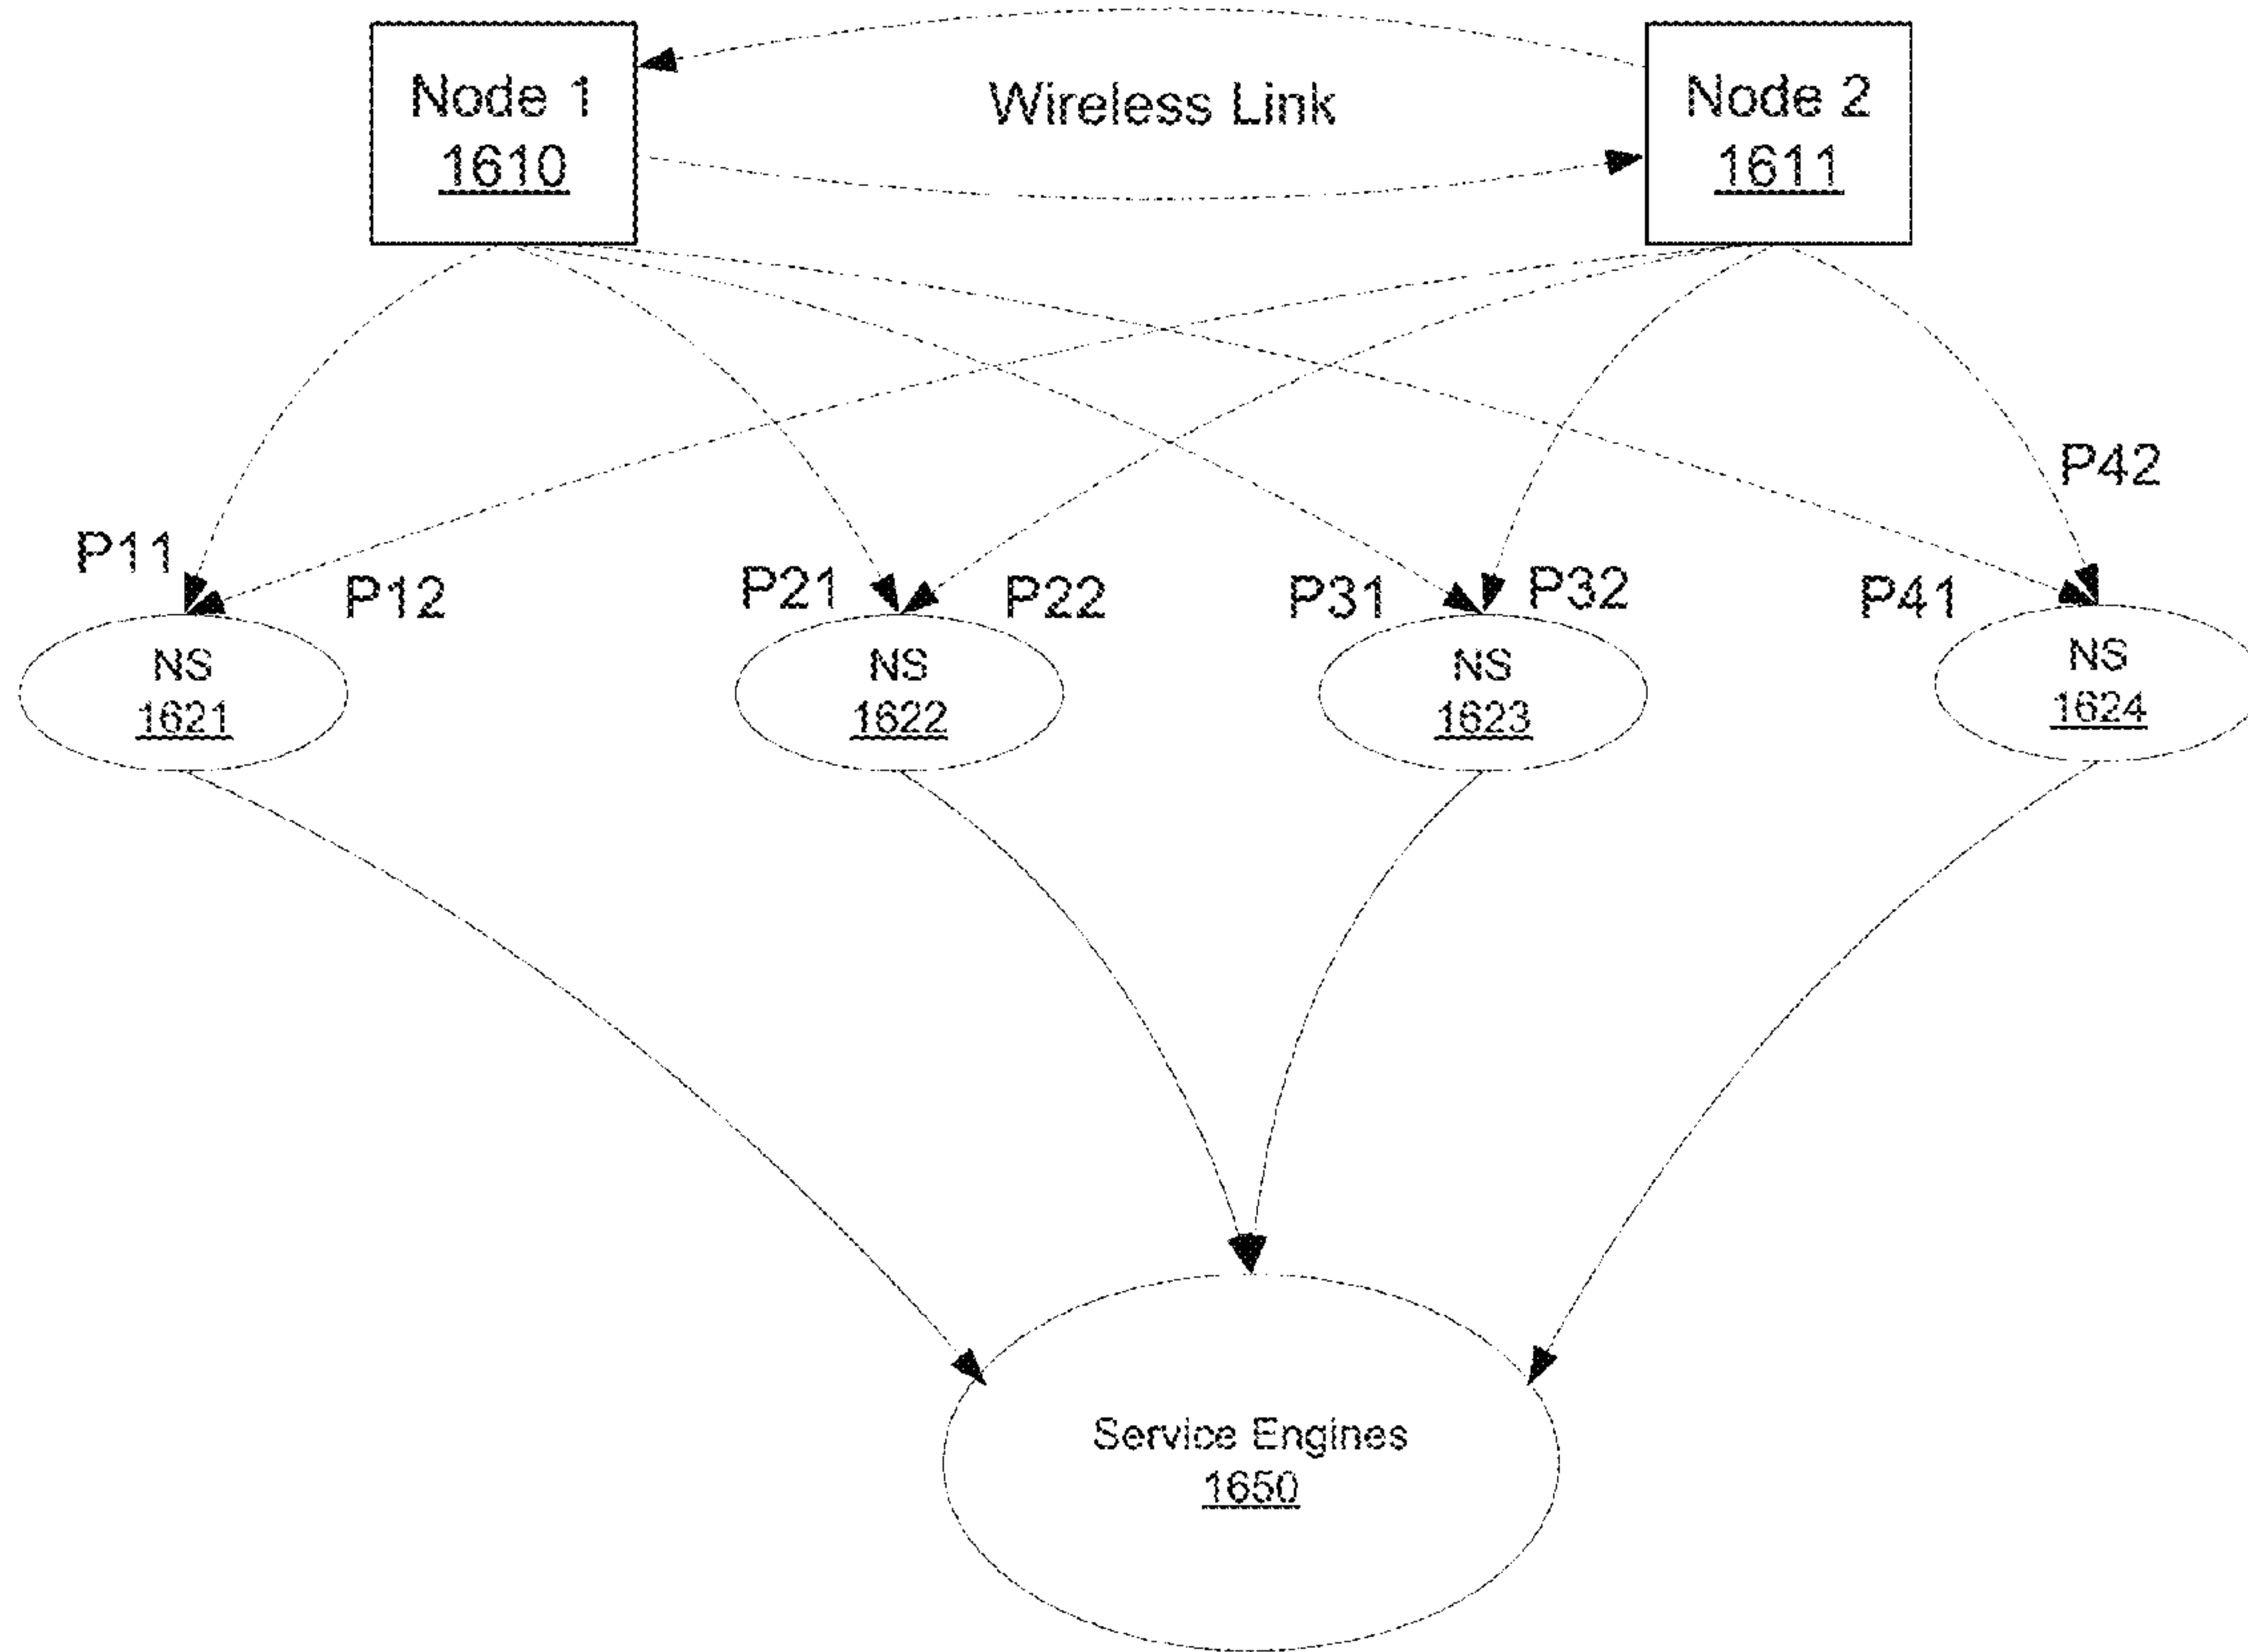 Node 1
1610
Wireless Link
Node 2
1611
P42
P11
P12
P21
P22
P31
P32
P41
NS
1621
NS
1622
NS
1623
NS
1624
Service Engines
1650